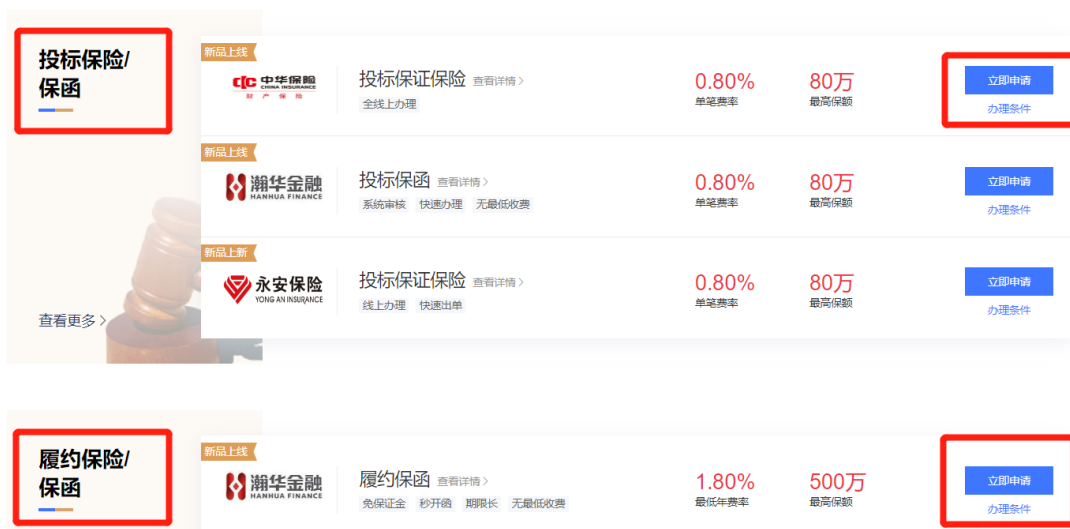 投标保险/
保函
查看更多 >
新品上线
中华保险
CHINA INSURANCE
财产保险
投标保证保险 查看详情 >
全线上办理
0.80%
单笔费率
80万
最高保额
立即申请
办理条件
新品上线
瀚华金融
HANHUA FINANCE
投标保函 查看详情 >
系统审核 快速办理 无最低收费
0.80%
单笔费率
80万
最高保额
立即申请
办理条件
新品上新
永安保险
YONG AN INSURANCE
投标保证保险 查看详情 >
线上办理 快速出单
0.80%
单笔费率
80万
最高保额
立即申请
办理条件
履约保险/
保函
新品上线
瀚华金融
HANHUA FINANCE
履约保函 查看详情 >
免保证金 秒开函 期限长 无最低收费
1.80%
最低年费率
500万
最高保额
立即申请
办理条件